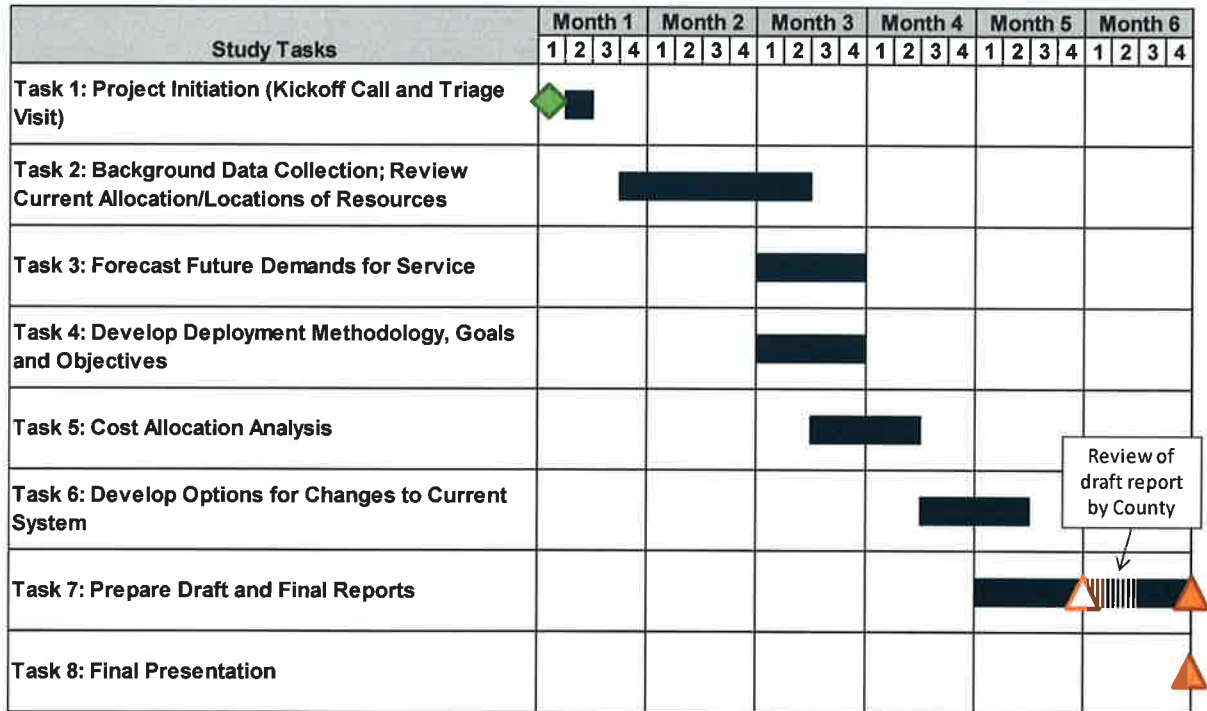 Study Tasks
Month 1 Month 2 Month 3 Month 4 Month 5 Month 6
1 2 3 4 1 2 3 4 1 2 3 4 1 2 3 4 1 2 3 4 1 2 3 4
Task 1: Project Initiation (Kickoff Call and Triage
Visit)
Task 2: Background Data Collection; Review
Current Allocation/Locations of Resources
Task 3: Forecast Future Demands for Service
Task 4: Develop Deployment Methodology, Goals
and Objectives
Task 5: Cost Allocation Analysis
Task 6: Develop Options for Changes to Current
System
Review of
draft report
by County
Task 7: Prepare Draft and Final Reports
Task 8: Final Presentation